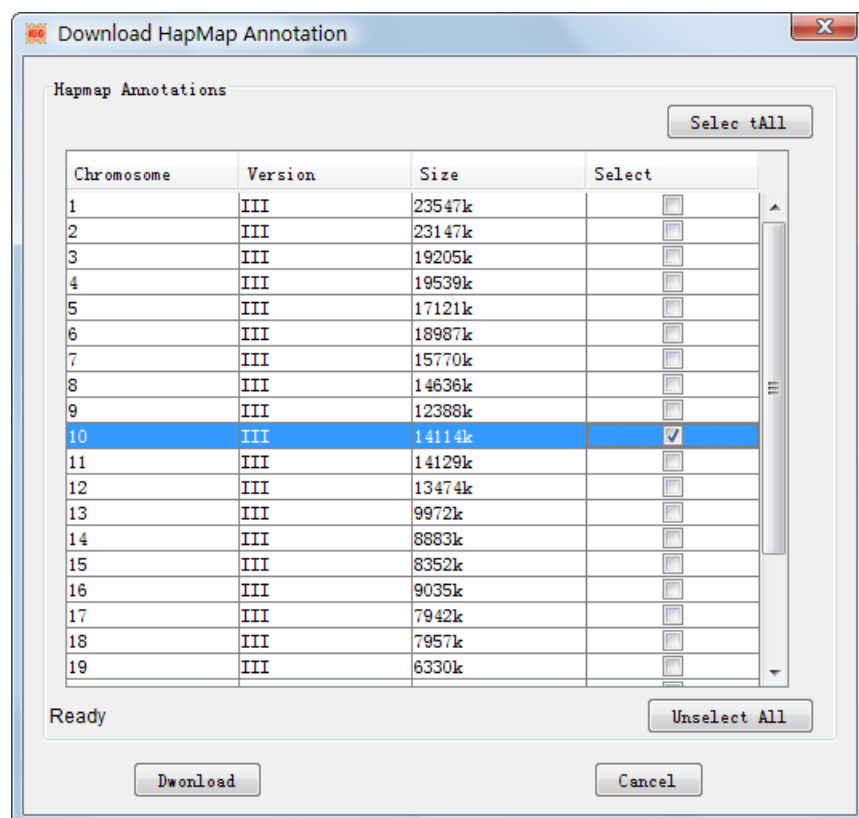 IGG Download HapMap Annotation
Hapmap Annotations
Selec tAll
Chromosome Version Size Select
1 III 23547k
2 III 23147k
3 III 19205k
4 III 19539k
5 III 17121k
6 III 18987k
7 III 15770k
8 III 14636k
9 III 12388k
10 III 14114k
11 III 14129k
12 III 13474k
13 III 9972k
14 III 8883k
15 III 8352k
16 III 9035k
17 III 7942k
18 III 7957k
19 III 6330k
Ready Unselect All
Dwonload Cancel